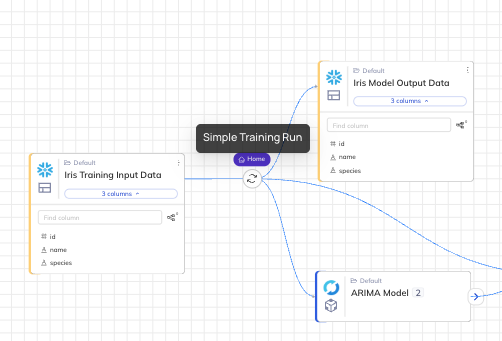 Default
Iris Model Output Data
3 columns
Find column
id
name
species
Simple Training Run
Home
Default
Iris Training Input Data
3 columns
Find column
id
name
species
Default
ARIMA Model 2